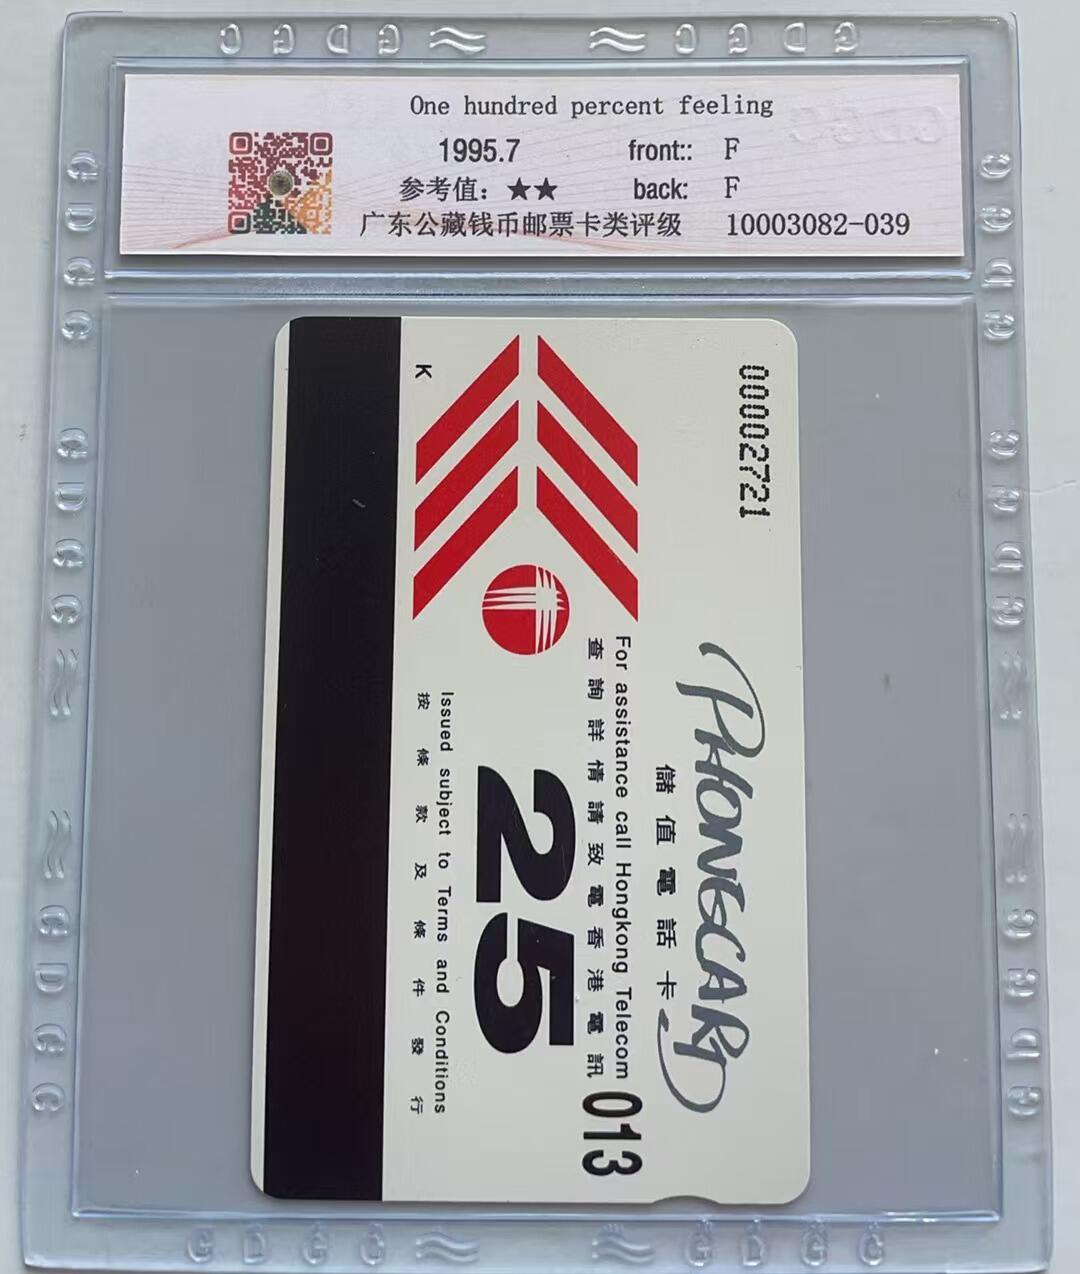 One hundred percent feeling
1995.7 front:: F
参考值：★★ back: F
广东公藏钱币邮票卡类评级 10003082-039
GDGC
00002721
K
PHONECARD
儲值電話卡
For assistance call Hongkong Telecom
查詢詳情請致電香港電訊
013
25
Issued subject to Terms and Conditions
按條款及條件發行